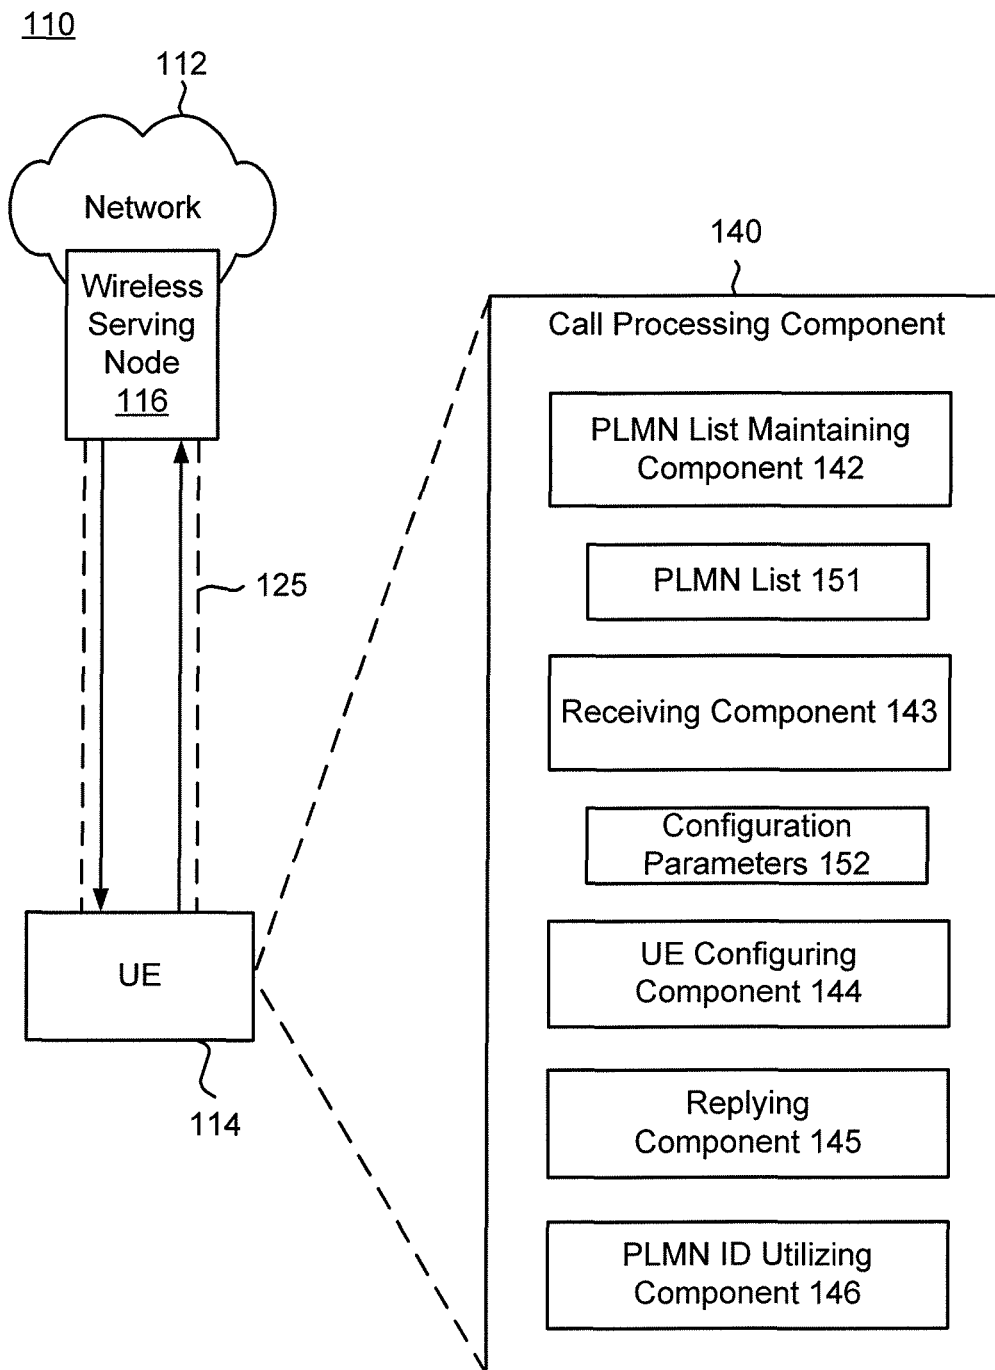 110
112
Network
Wireless
Serving
Node
116
125
UE
114
140
Call Processing Component
PLMN List Maintaining
Component 142
PLMN List 151
Receiving Component 143
Configuration
Parameters 152
UE Configuring
Component 144
Replying
Component 145
PLMN ID Utilizing
Component 146